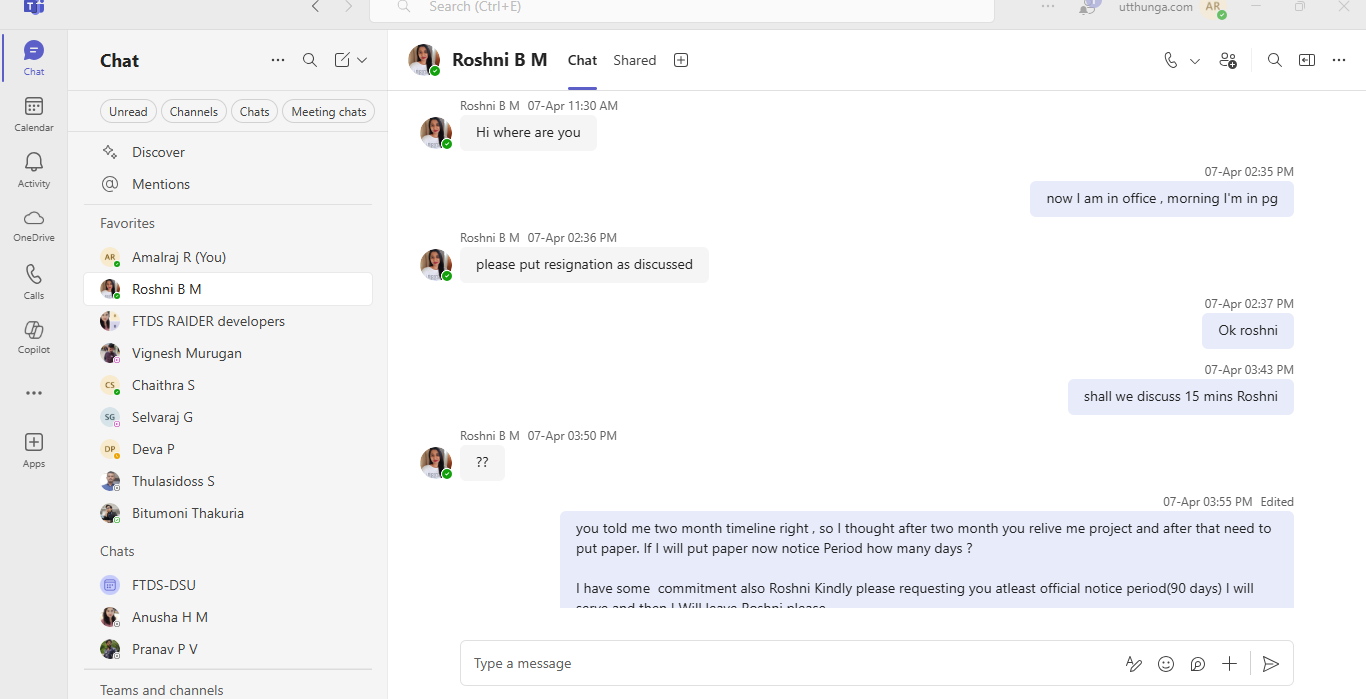 Search (Ctrl+E)
utthunga.com
AR
Chat
Calendar
Activity
OneDrive
Calls
Copilot
Apps
Chat
Unread
Channels
Chats
Meeting chats
Discover
Mentions
Favorites
AR Amalraj R (You)
Roshni B M
FTDS RAIDER developers
Vignesh Murugan
CS Chaithra S
SG Selvaraj G
DP Deva P
Thulasidoss S
Bitumoni Thakuria
Chats
FTDS-DSU
Anusha H M
Pranav P V
Teams and channels
Roshni B M Chat Shared
Roshni B M 07-Apr 11:30 AM
Hi where are you
07-Apr 02:35 PM
now I am in office , morning I'm in pg
Roshni B M 07-Apr 02:36 PM
please put resignation as discussed
07-Apr 02:37 PM
Ok roshni
07-Apr 03:43 PM
shall we discuss 15 mins Roshni
Roshni B M 07-Apr 03:50 PM
??
07-Apr 03:55 PM Edited
you told me two month timeline right , so I thought after two month you relive me project and after that need to
put paper. If I will put paper now notice Period how many days ?
I have some  commitment also Roshni Kindly please requesting you atleast official notice period(90 days) I will
serve and then I Will leave Roshni please
Type a message